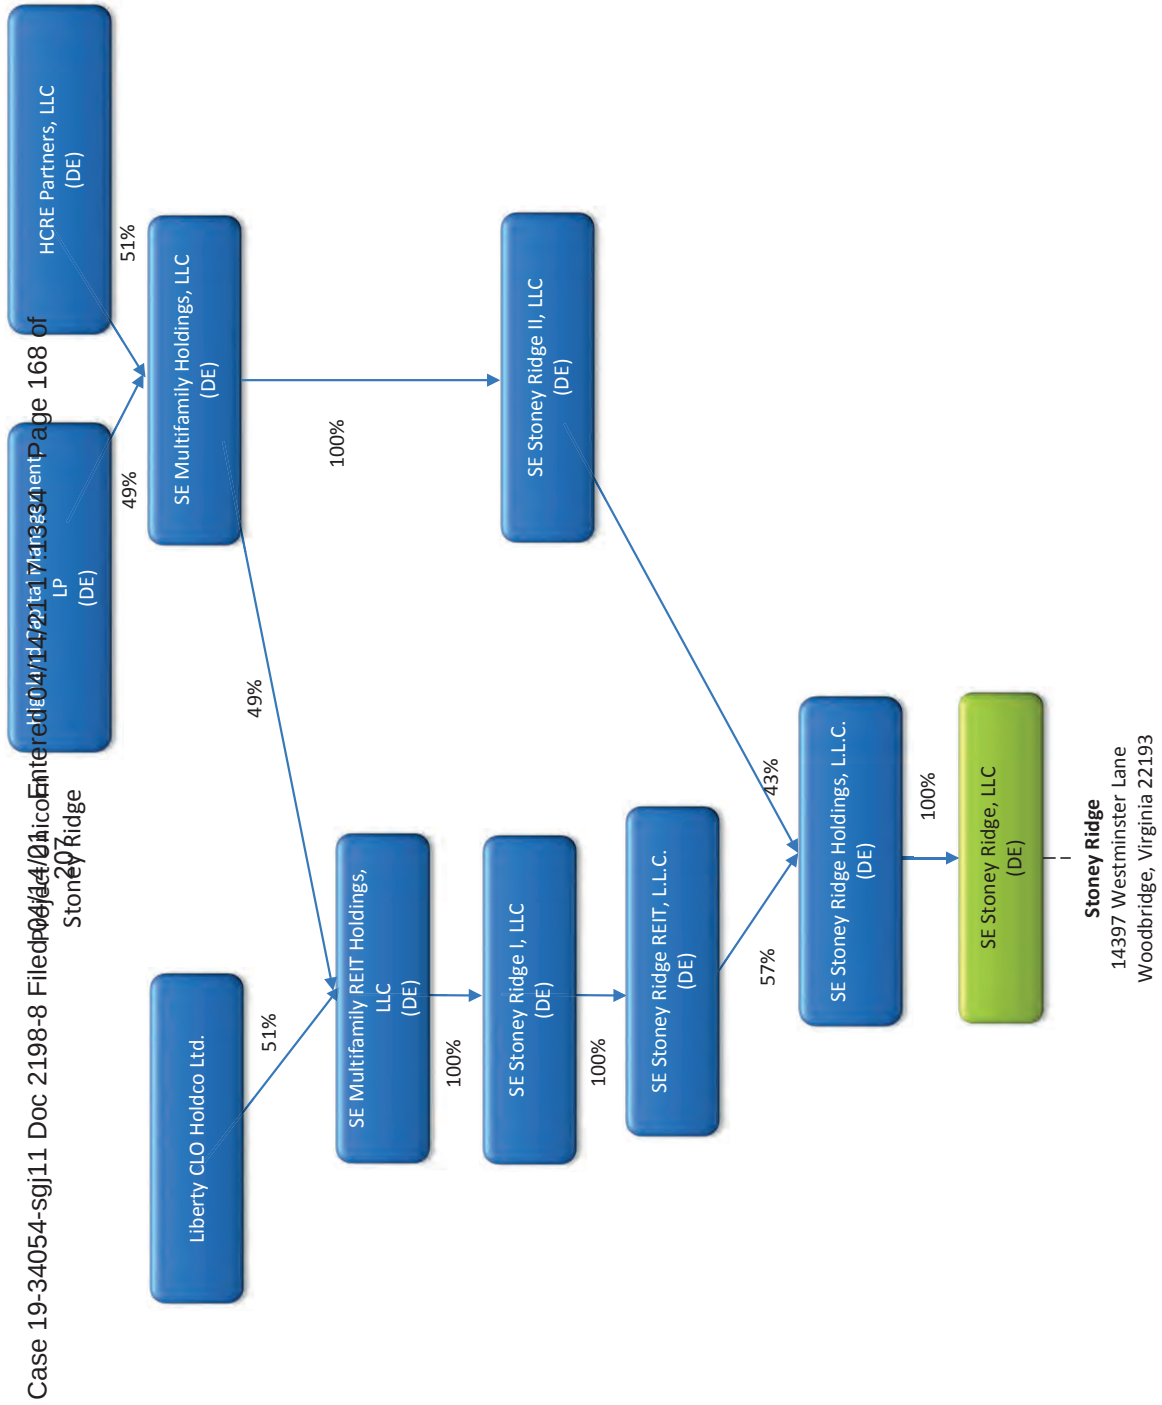 Case 19-34054-sgj11 Doc 2198-8 Filed 04/14/21 Entered 04/14/21 17:13:34 Page 168 of
207
Project Unicorn
Stoney Ridge
Highland Capital Management,
LP
(DE)
HCRE Partners, LLC
(DE)
49%
51%
Liberty CLO Holdco Ltd.
SE Multifamily Holdings, LLC
(DE)
51%
49%
100%
SE Multifamily REIT Holdings,
LLC
(DE)
100%
SE Stoney Ridge I, LLC
(DE)
SE Stoney Ridge II, LLC
(DE)
100%
SE Stoney Ridge REIT, L.L.C.
(DE)
57%
43%
SE Stoney Ridge Holdings, L.L.C.
(DE)
100%
SE Stoney Ridge, LLC
(DE)
Stoney Ridge
14397 Westminster Lane
Woodbridge, Virginia 22193